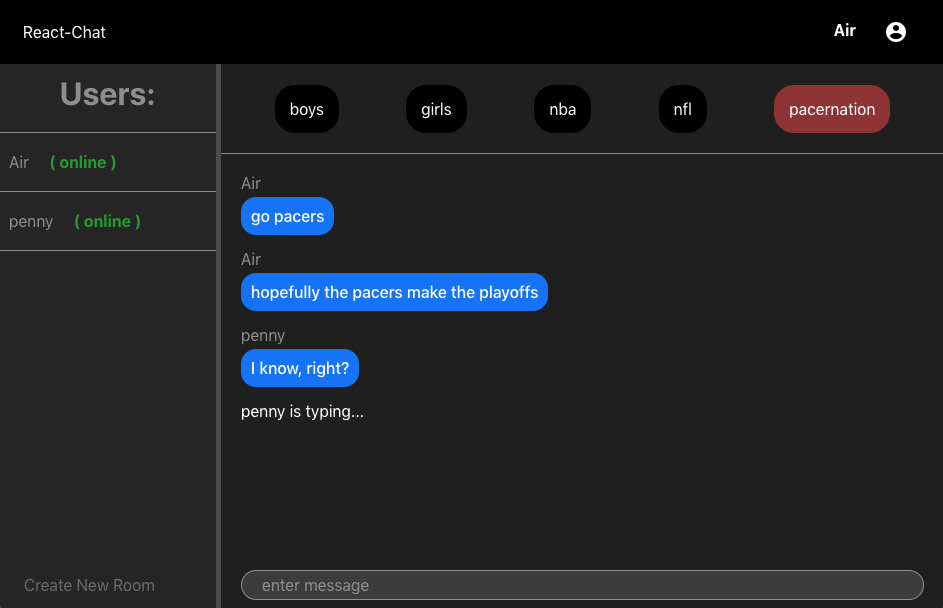 React-Chat
Air
Users:
Air ( online )
penny ( online )
Create New Room
boys girls nba nfl pacernation
Air
go pacers
Air
hopefully the pacers make the playoffs
penny
I know, right?
penny is typing...
enter message